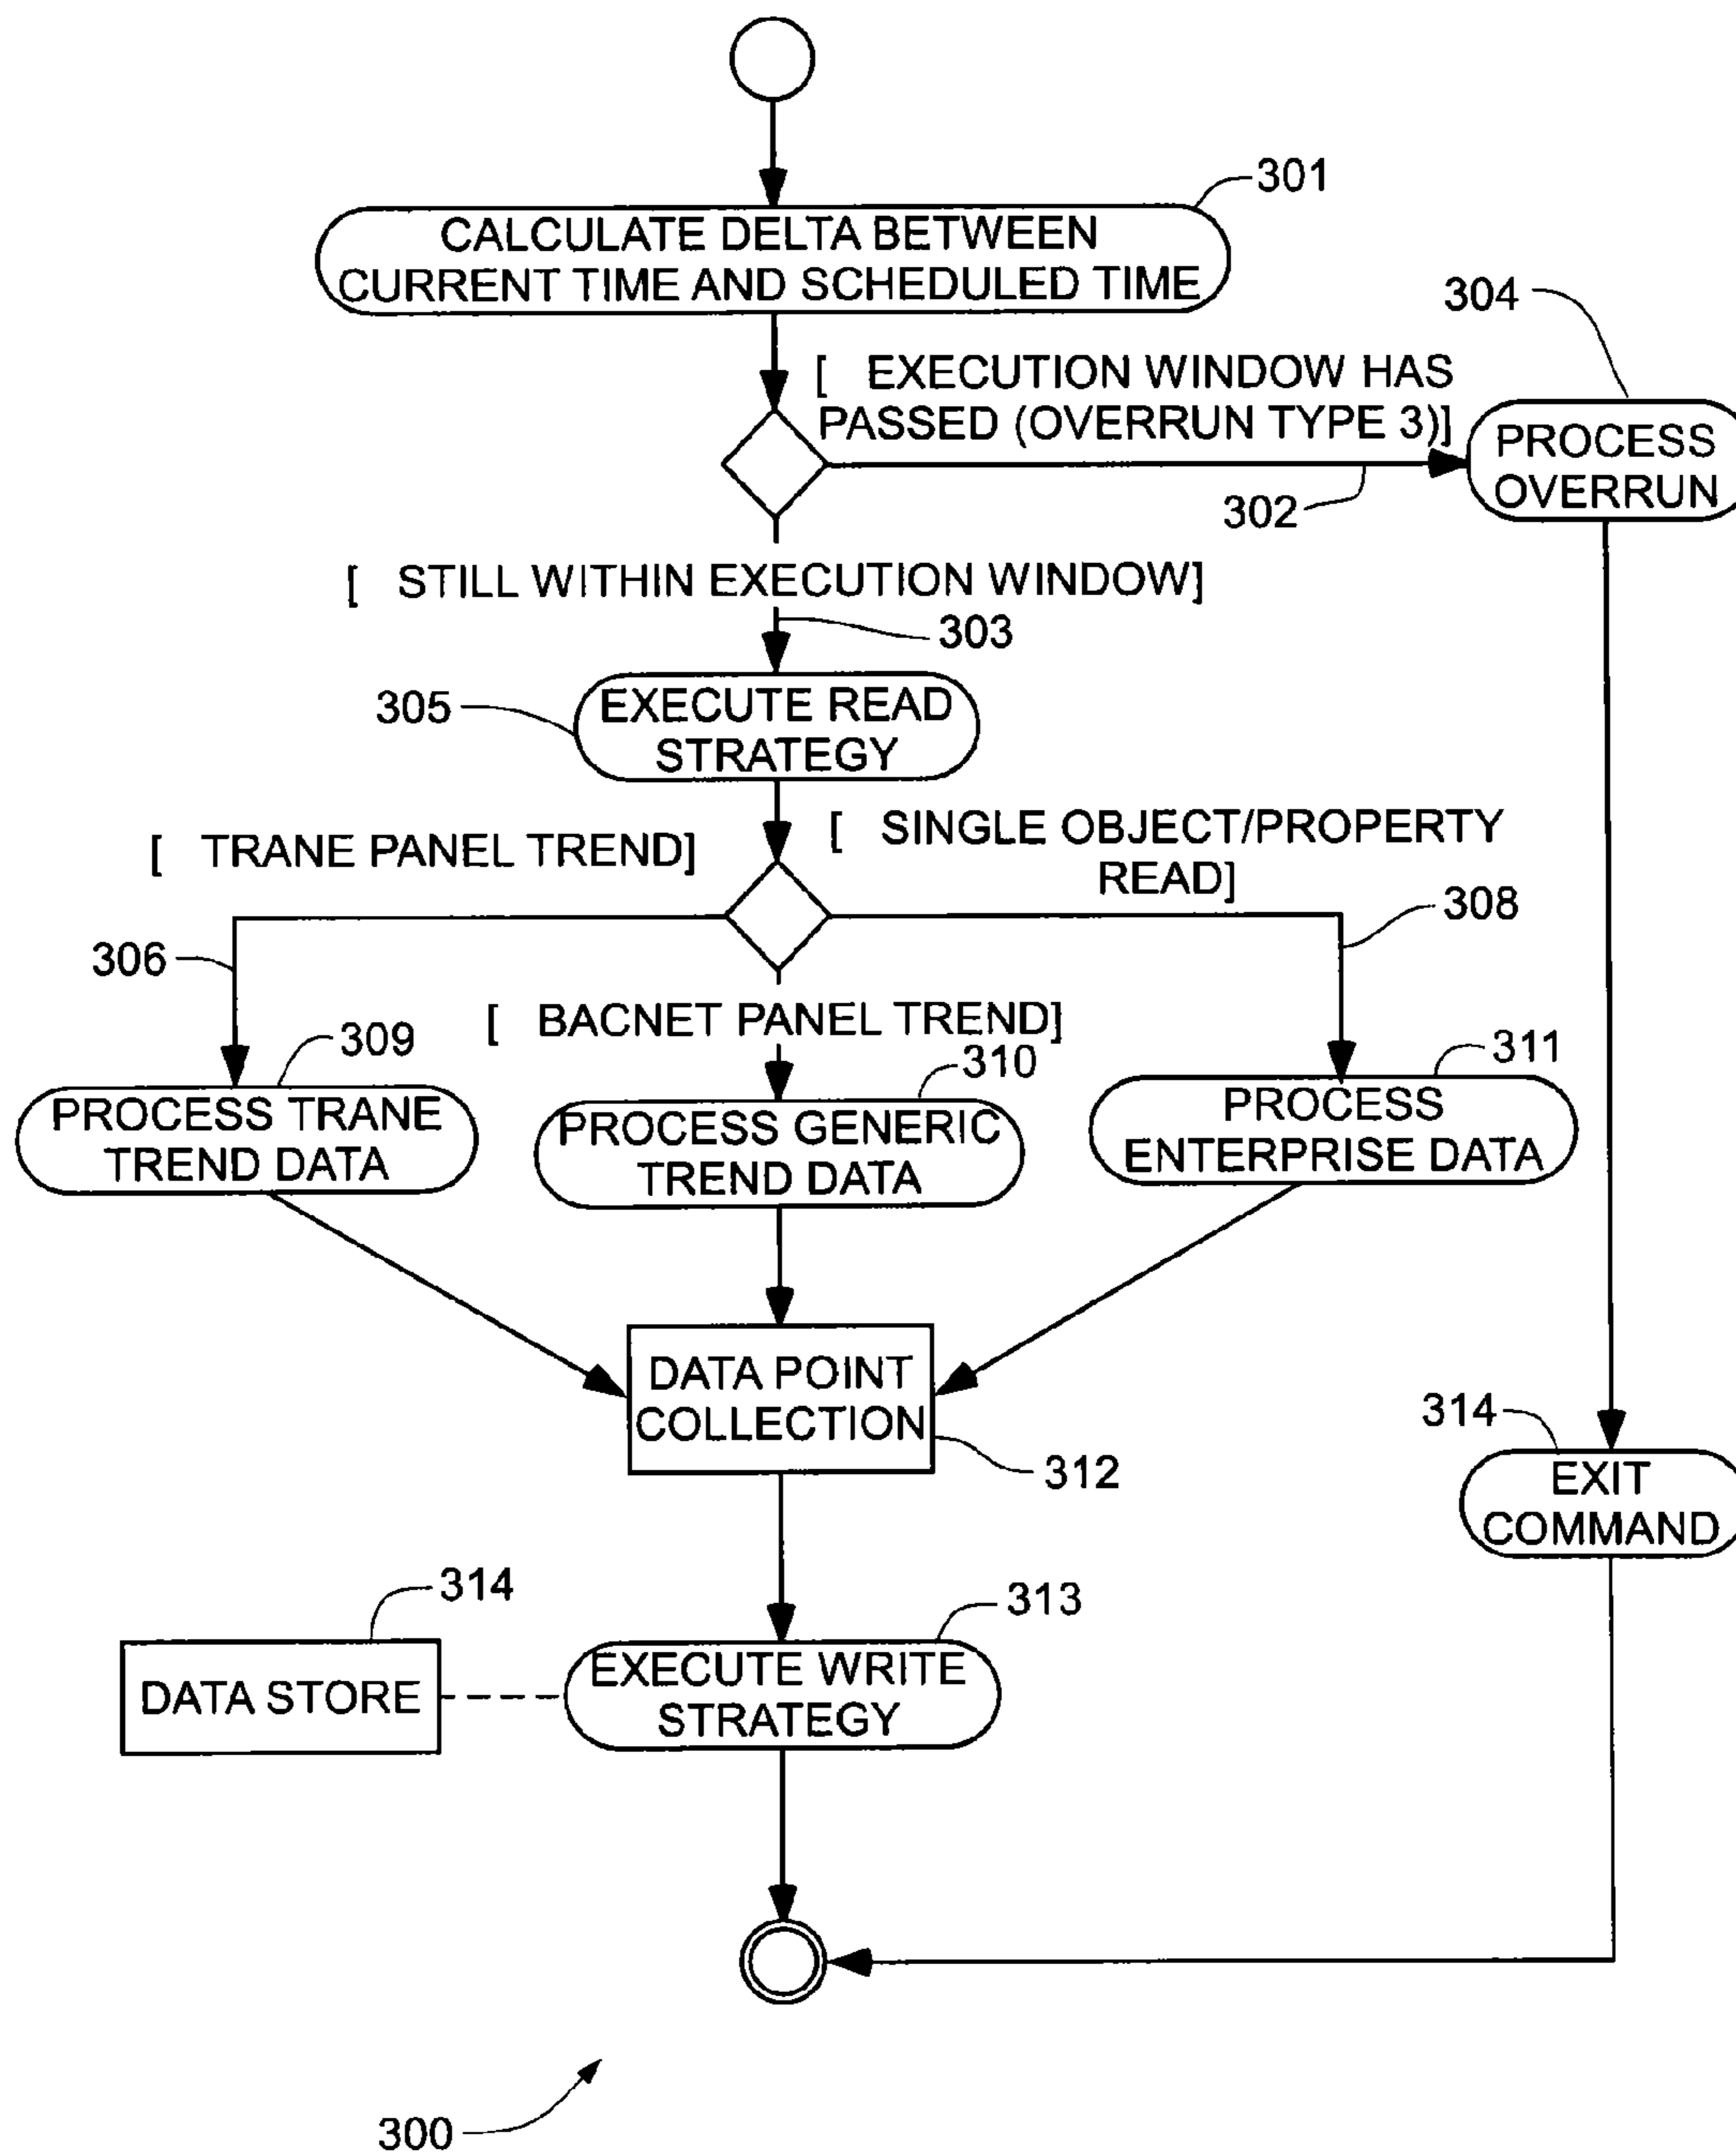 301
CALCULATE DELTA BETWEEN
CURRENT TIME AND SCHEDULED TIME
304
[ EXECUTION WINDOW HAS
PASSED (OVERRUN TYPE 3)]
PROCESS
OVERRUN
302
[ STILL WITHIN EXECUTION WINDOW]
303
305
EXECUTE READ
STRATEGY
[ TRANE PANEL TREND]
[ SINGLE OBJECT/PROPERTY
READ]
308
306
[ BACNET PANEL TREND]
309
310
311
PROCESS TRANE
TREND DATA
PROCESS GENERIC
TREND DATA
PROCESS
ENTERPRISE DATA
DATA POINT
COLLECTION
312
314
EXIT
COMMAND
314
313
DATA STORE
EXECUTE WRITE
STRATEGY
300